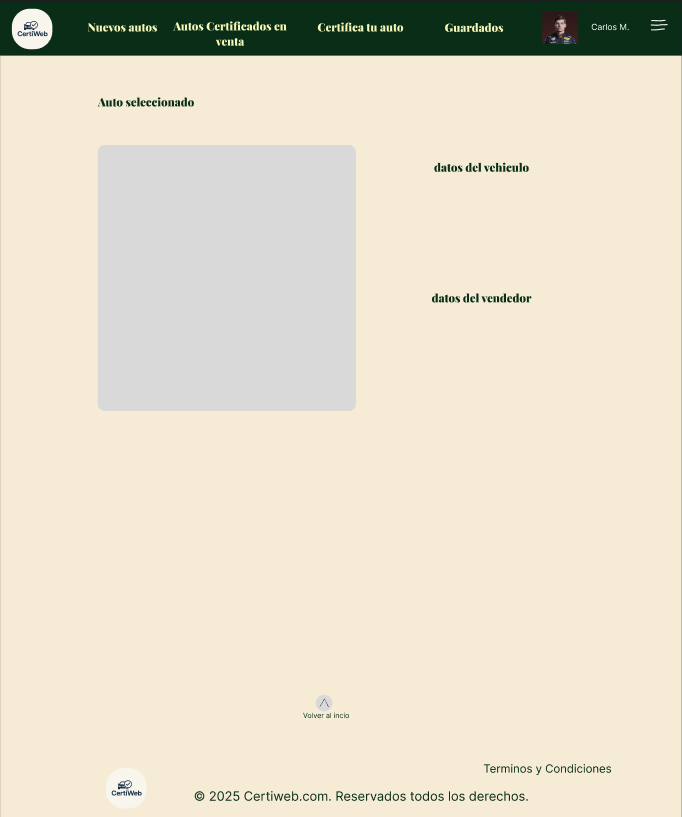 CertiWeb
Nuevos autos
Autos Certificados en
venta
Certifica tu auto
Guardados
Carlos M.
Auto seleccionado
datos del vehiculo
datos del vendedor
Volver al incio
Terminos y Condiciones
CertiWeb
© 2025 Certiweb.com. Reservados todos los derechos.